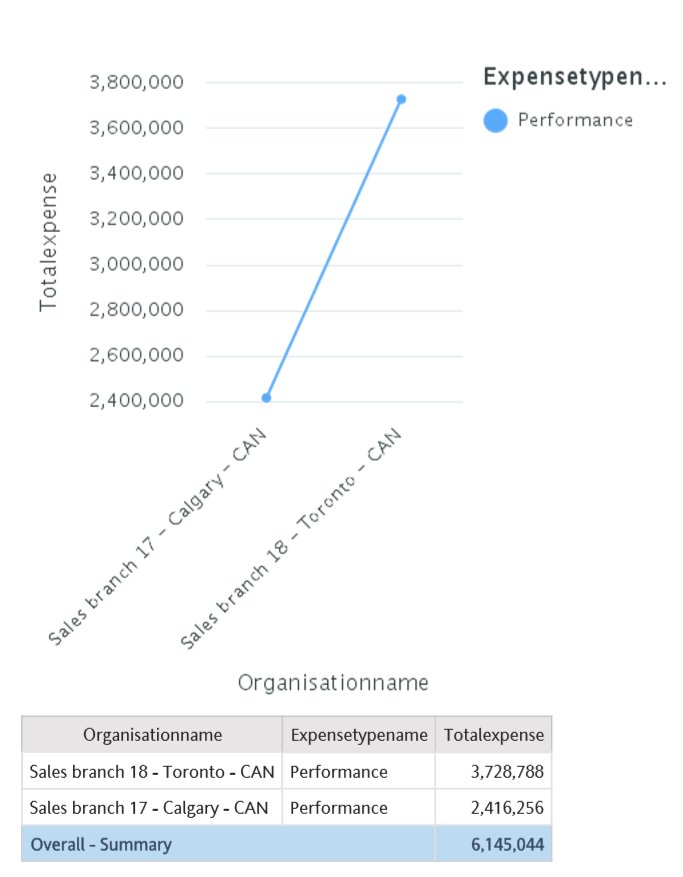 Expensetypen...
Performance
Totalexpense
3,800,000
3,600,000
3,400,000
3,200,000
3,000,000
2,800,000
2,600,000
2,400,000
Sales branch 17 - Calgary - CAN
Sales branch 18 - Toronto - CAN
Organisationname
Organisationname Expensetypename Totalexpense
Sales branch 18 - Toronto - CAN Performance 3,728,788
Sales branch 17 - Calgary - CAN Performance 2,416,256
Overall - Summary 6,145,044